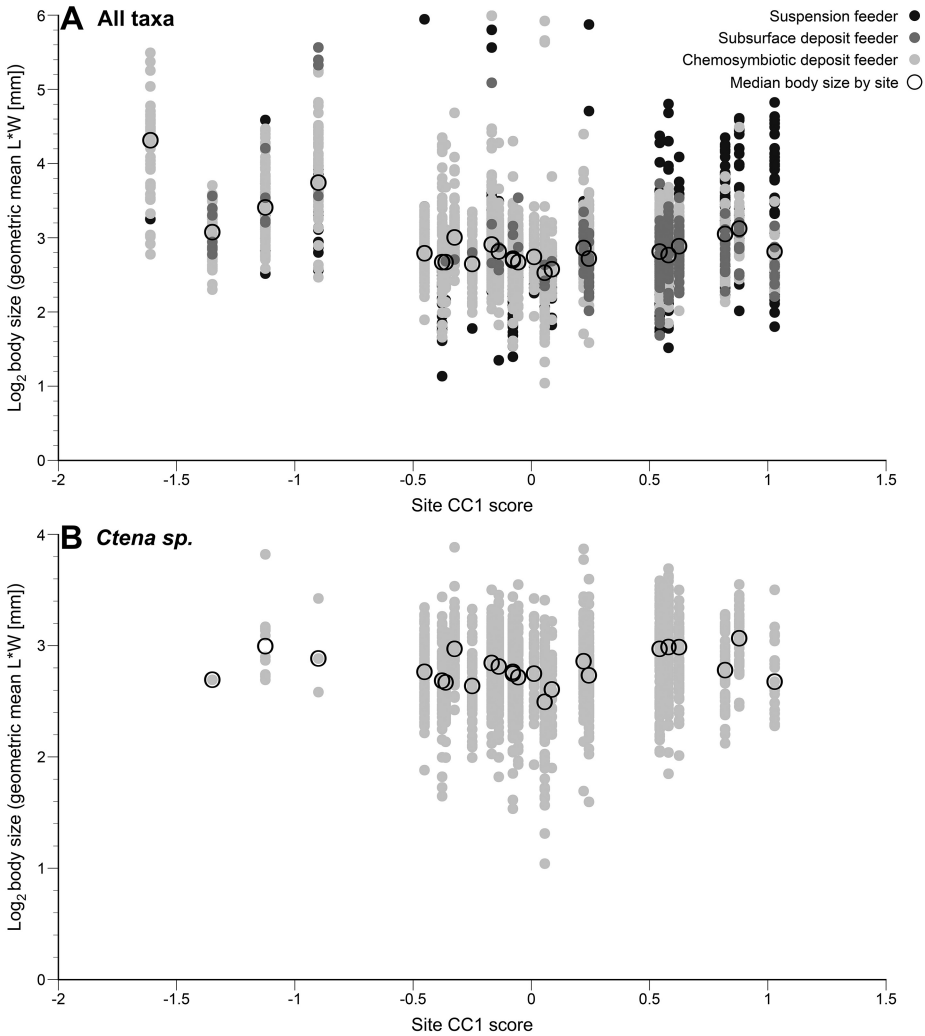 A All taxa
Suspension feeder
Subsurface deposit feeder
Chemosymbiotic deposit feeder
Median body size by site
Log2 body size (geometric mean L*W [mm])
6
5
4
3
2
1
0
-2 -1.5 -1 -0.5 0 0.5 1 1.5
Site CC1 score
B Ctena sp.
Log2 body size (geometric mean L*W [mm])
4
3
2
1
0
-2 -1.5 -1 -0.5 0 0.5 1 1.5
Site CC1 score